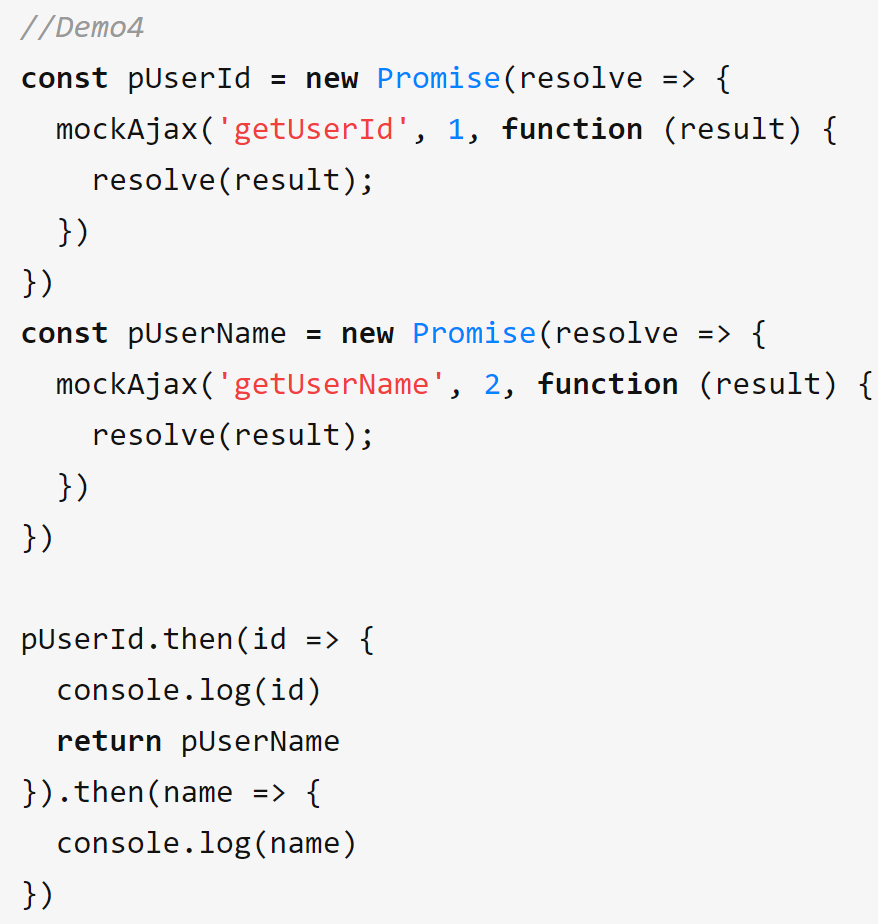 //Demo4
const pUserId = new Promise(resolve => {
  mockAjax('getUserId', 1, function (result) {
    resolve(result);
  })
})
const pUserName = new Promise(resolve => {
  mockAjax('getUserName', 2, function (result) {
    resolve(result);
  })
})

pUserId.then(id => {
  console.log(id)
  return pUserName
}).then(name => {
  console.log(name)
})